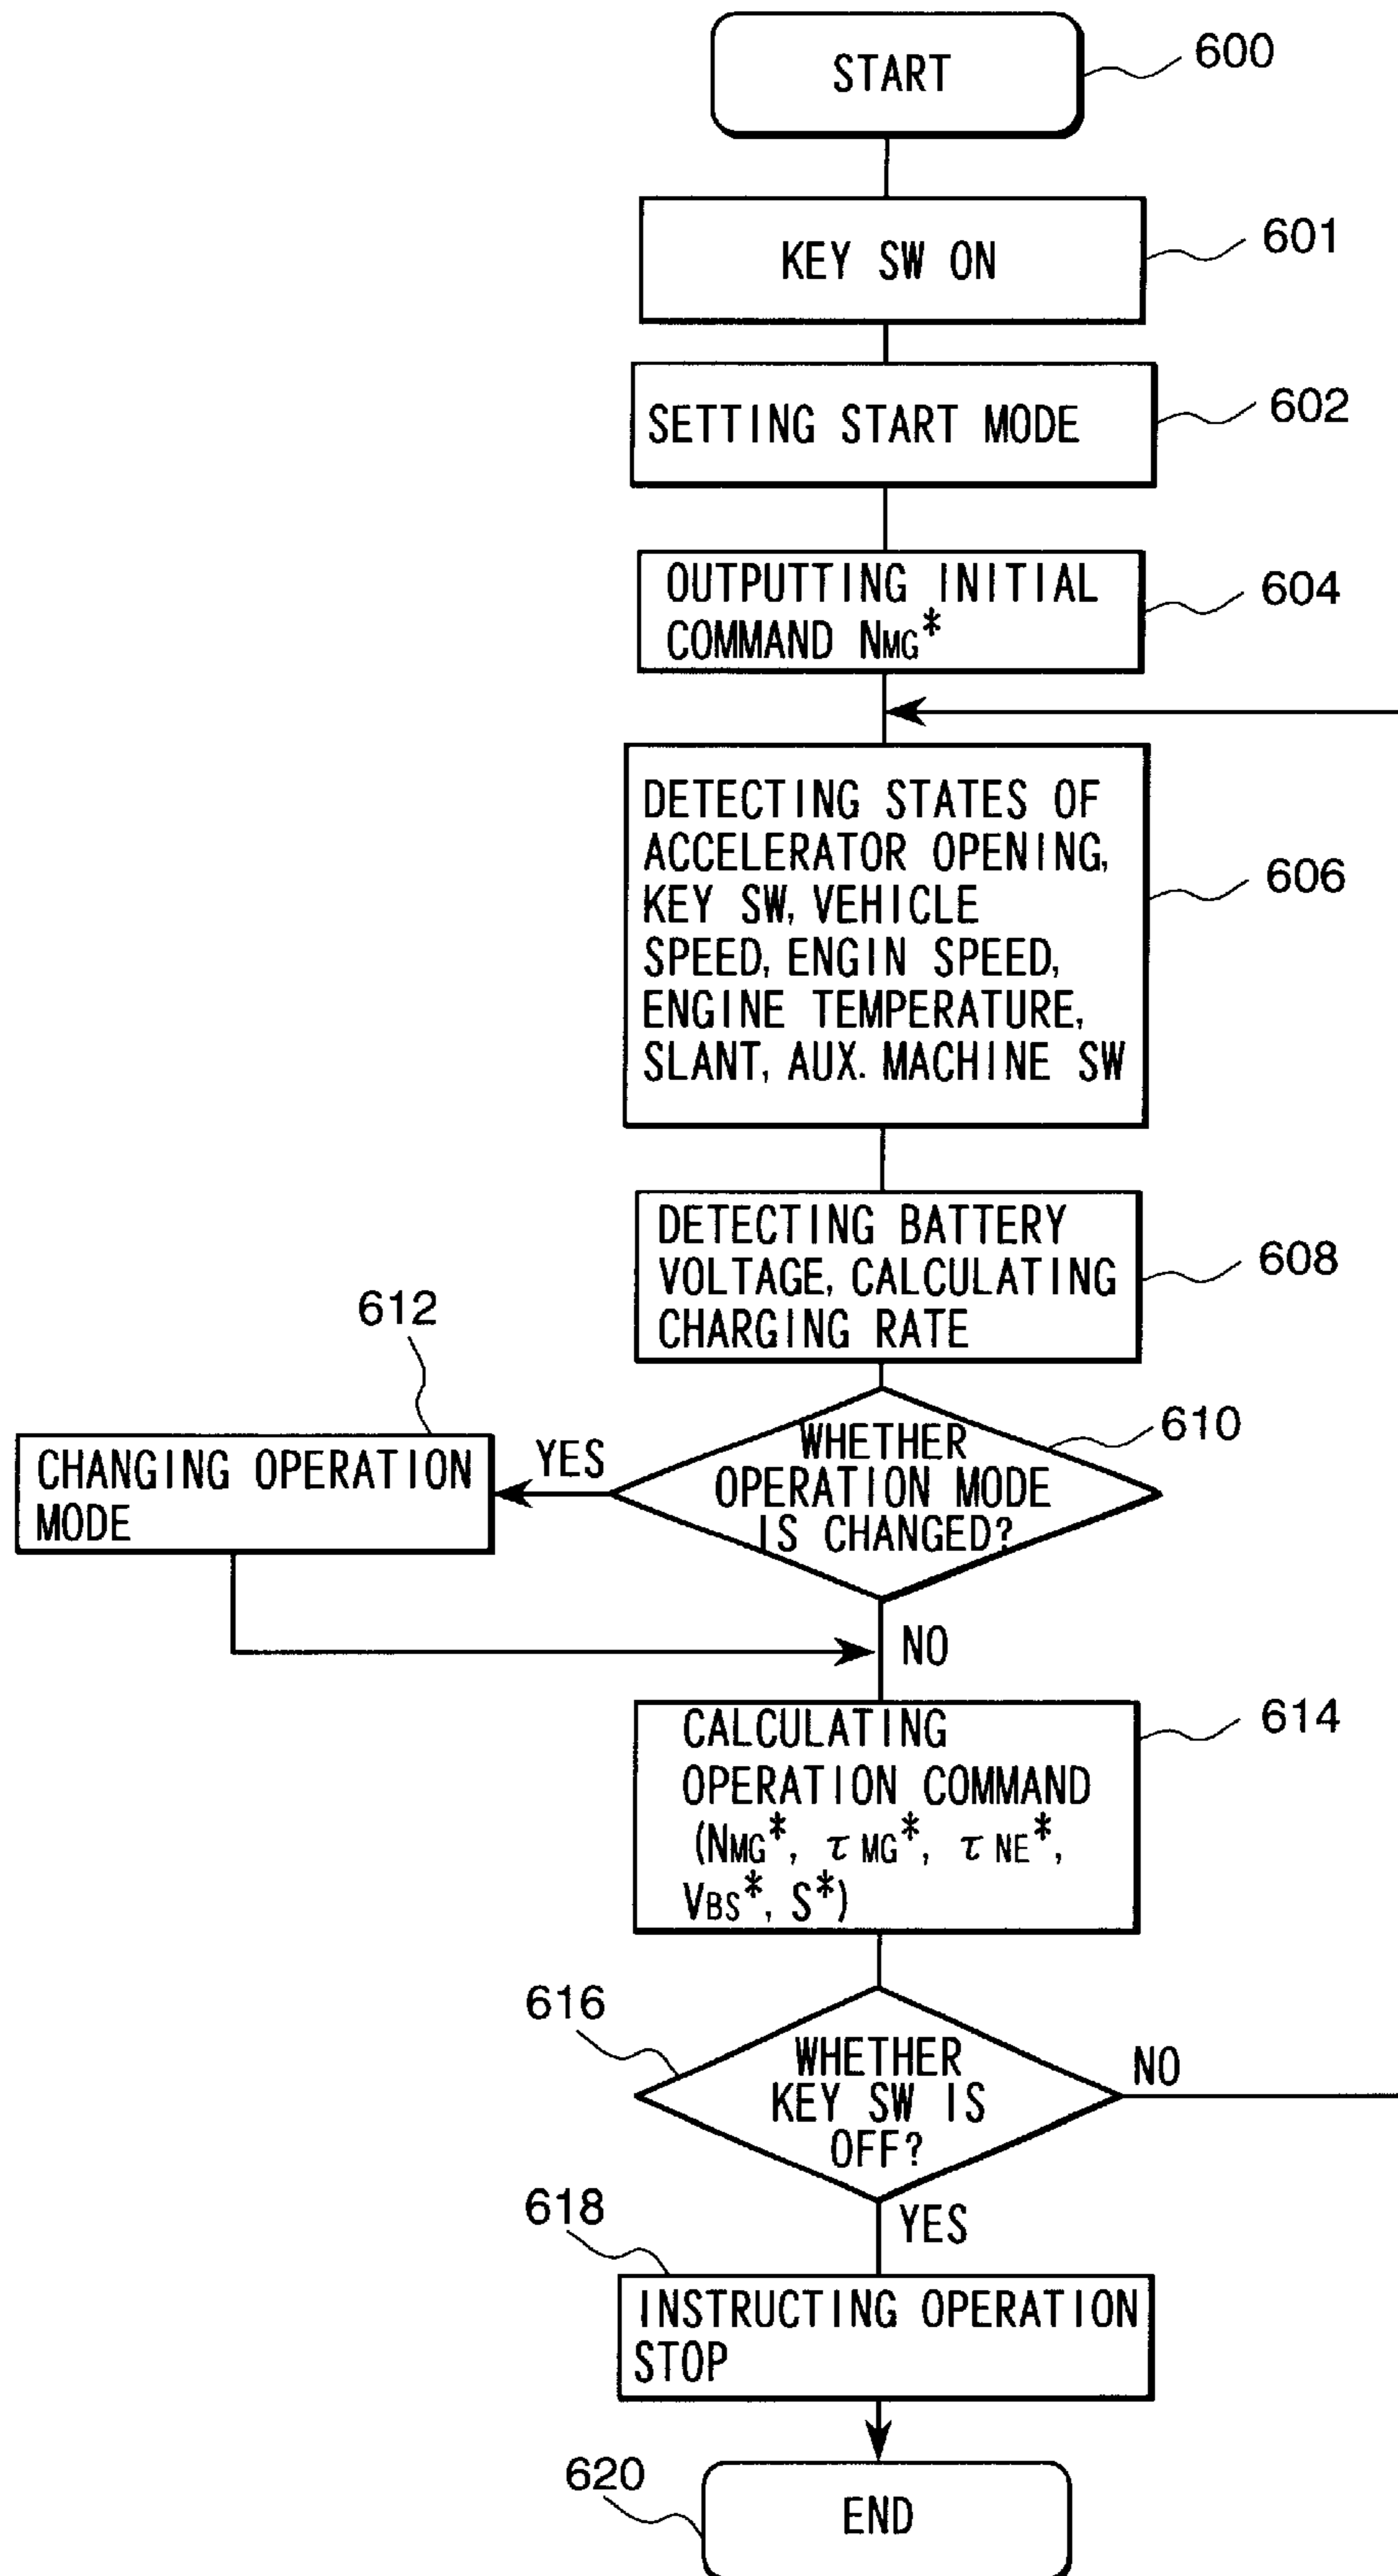 START
600
KEY SW ON
601
SETTING START MODE
602
OUTPUTTING INITIAL
COMMAND NMG*
604
DETECTING STATES OF
ACCELERATOR OPENING,
KEY SW, VEHICLE
SPEED, ENGIN SPEED,
ENGINE TEMPERATURE,
SLANT, AUX. MACHINE SW
606
DETECTING BATTERY
VOLTAGE, CALCULATING
CHARGING RATE
608
WHETHER
OPERATION MODE
IS CHANGED?
610
YES
612
CHANGING OPERATION
MODE
NO
CALCULATING
OPERATION COMMAND
(NMG*, τ MG*, τ NE*,
VBS*, S*)
614
616
WHETHER
KEY SW IS
OFF?
NO
YES
618
INSTRUCTING OPERATION
STOP
620
END